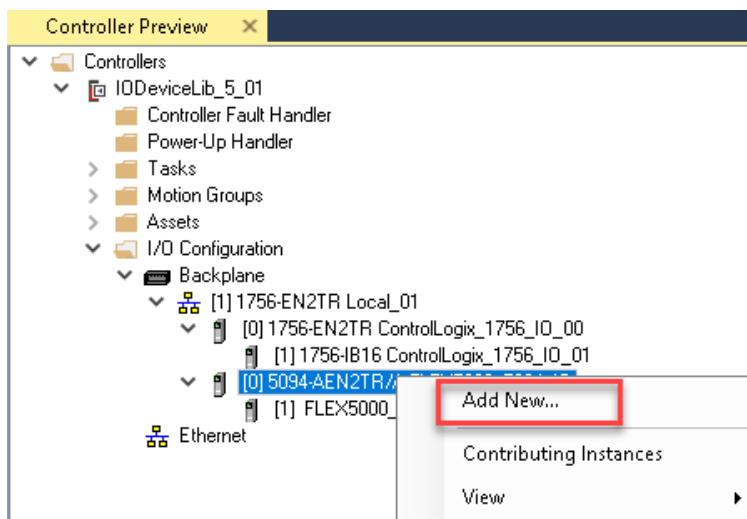 Controller Preview
Controllers
IODeviceLib_5_01
Controller Fault Handler
Power-Up Handler
Tasks
Motion Groups
Assets
I/O Configuration
Backplane
[1] 1756-EN2TR Local_01
[0] 1756-EN2TR ControlLogix_1756_IO_00
[1] 1756-IB16 ControlLogix_1756_IO_01
[0] 5094-AEN2TR/
[1] FLEX5000_
Ethernet
Add New...
Contributing Instances
View